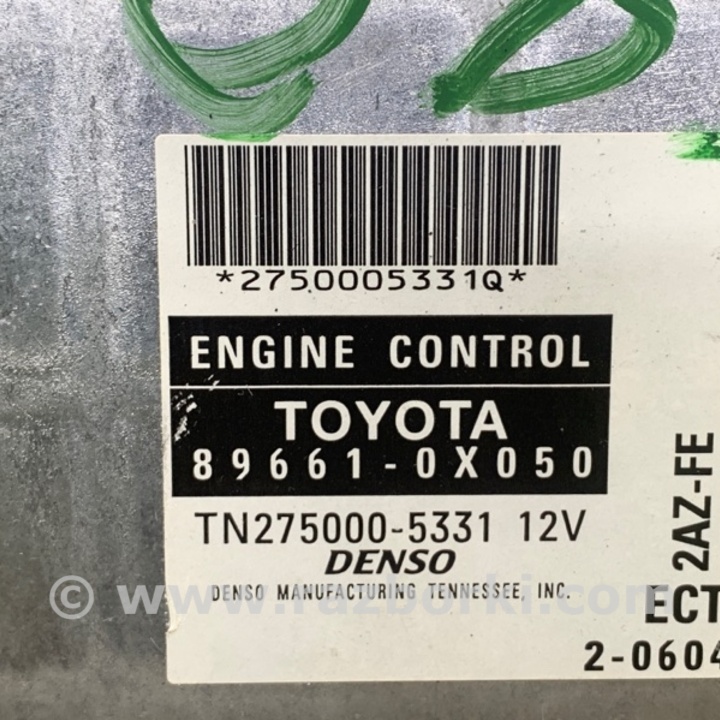 *2750005331Q*
ENGINE CONTROL
TOYOTA
89661-0X050
TN275000-5331 12V
DENSO
DENSO MANUFACTURING TENNESSEE, INC.
2AZ-FE
ECT
2-0604
© www.razborki.com